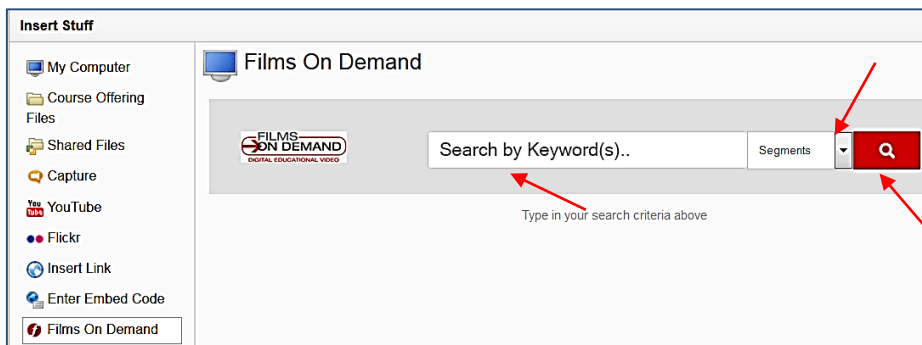 Insert Stuff
My Computer
Course Offering
Files
Shared Files
Capture
You
Tube YouTube
Flickr
Insert Link
Enter Embed Code
Films On Demand
Films On Demand
FILMS
ON DEMAND
DIGITAL EDUCATIONAL VIDEO
Search by Keyword(s)..
Segments
Type in your search criteria above